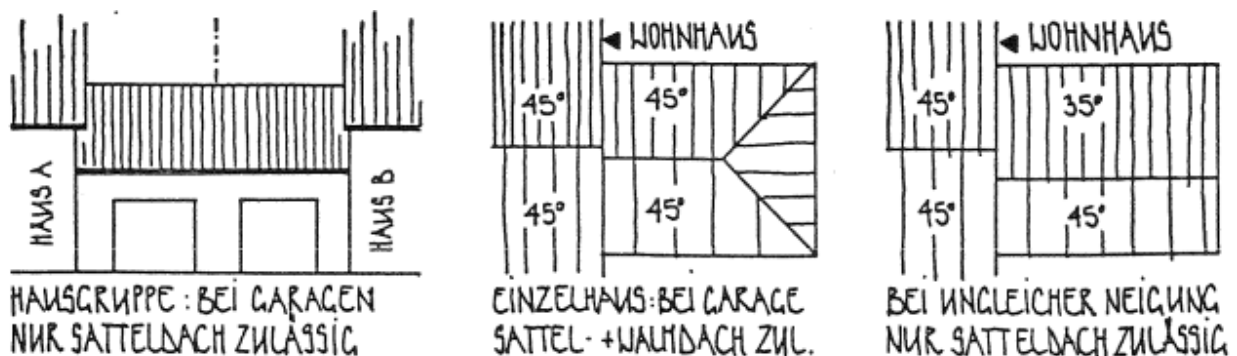 HAUS A
HAUS B
HAUSGRUPPE : BEI GARAGEN
NUR SATTELDACH ZULÄSSIG
◄ WOHNHAUS
45°
45°
45°
45°
EINZELHAUS: BEI GARAGE
SATTEL- + WALMDACH ZUL.
◄ WOHNHAUS
45°
35°
45°
45°
BEI UNGLEICHER NEIGUNG
NUR SATTELDACH ZULÄSSIG